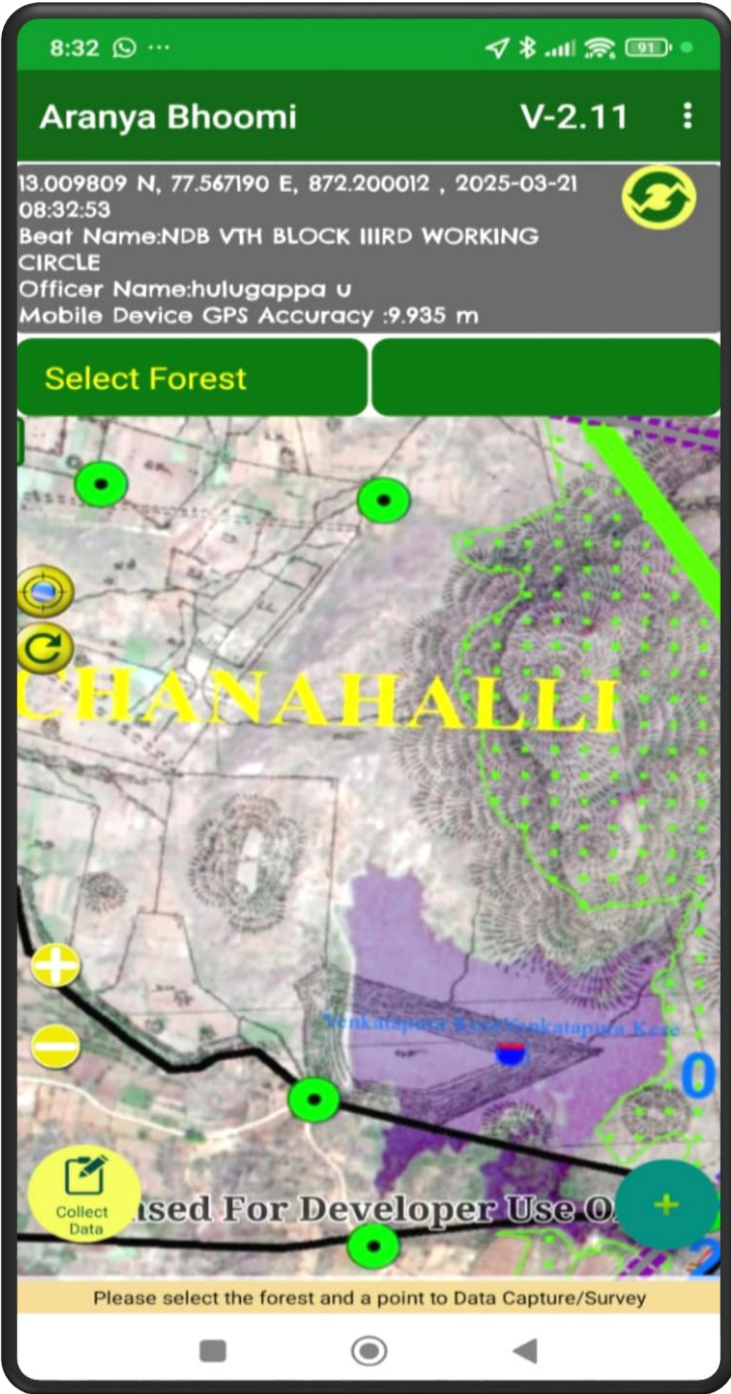 8:32
91
Aranya Bhoomi V-2.11
13.009809 N, 77.567190 E, 872.200012 , 2025-03-21
08:32:53
Beat Name:NDB VTH BLOCK IIIRD WORKING
CIRCLE
Officer Name:hulugappa u
Mobile Device GPS Accuracy :9.935 m
Select Forest
CHANAHALLI
Venkatapura Kere Venkatapura Kere
0
Collect
Data
For Developer Use
2
Please select the forest and a point to Data Capture/Survey